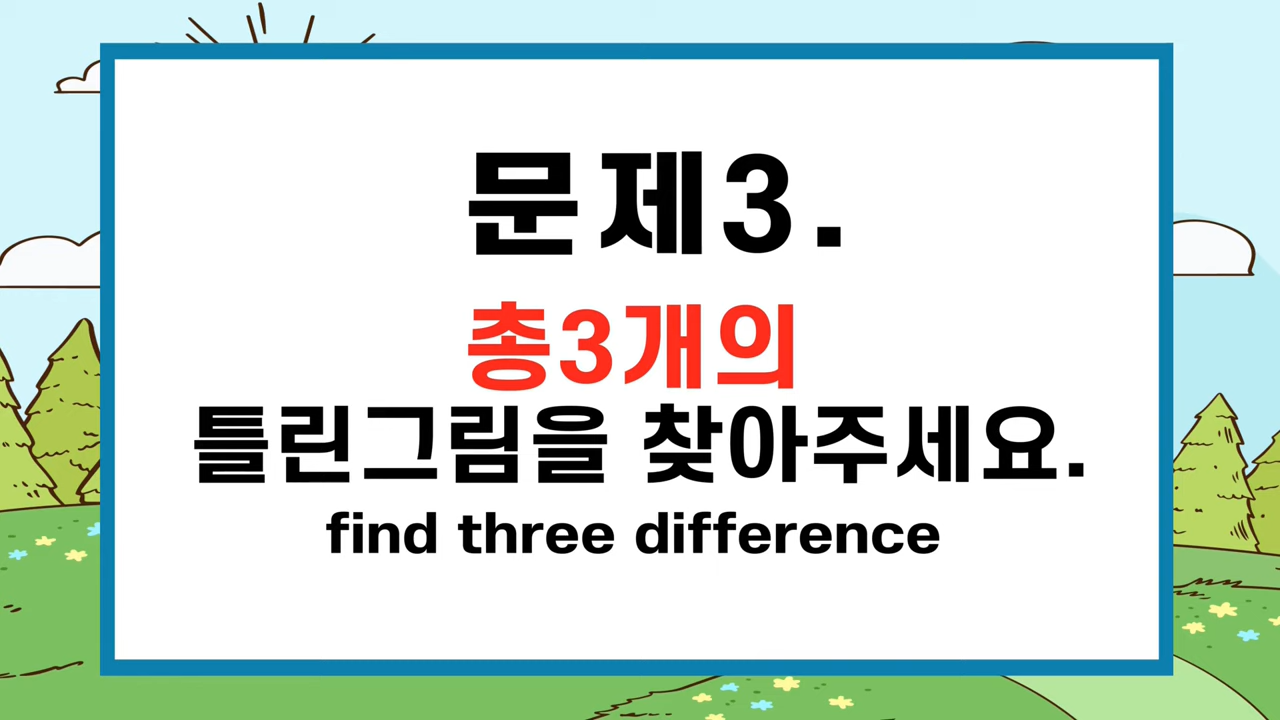 문제3.
총3개의
틀린그림을 찾아주세요.
find three difference